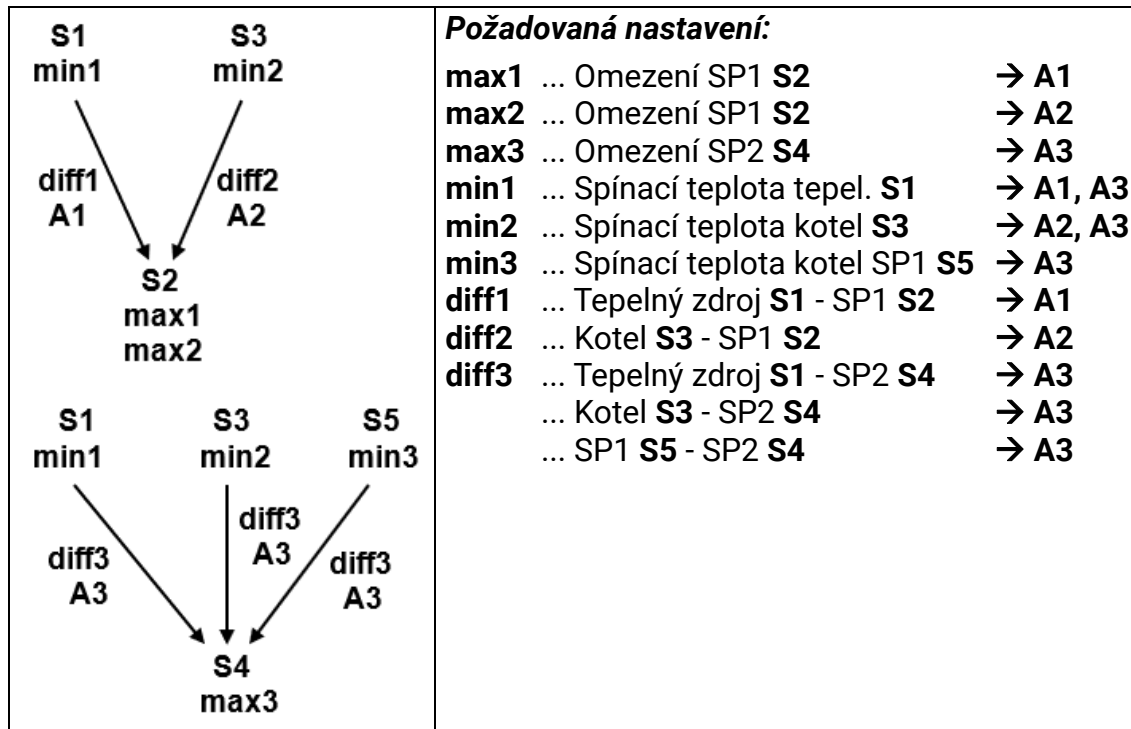 S1 S3
min1 min2
diff1 diff2
A1 A2
S2
max1
max2
S1 S3 S5
min1 min2 min3
diff3
A3
diff3 diff3
A3 A3
S4
max3
Požadovaná nastavení:
max1 ... Omezení SP1 S2 → A1
max2 ... Omezení SP1 S2 → A2
max3 ... Omezení SP2 S4 → A3
min1 ... Spínací teplota tepel. S1 → A1, A3
min2 ... Spínací teplota kotel S3 → A2, A3
min3 ... Spínací teplota kotel SP1 S5 → A3
diff1 ... Tepelný zdroj S1 - SP1 S2 → A1
diff2 ... Kotel S3 - SP1 S2 → A2
diff3 ... Tepelný zdroj S1 - SP2 S4 → A3
... Kotel S3 - SP2 S4 → A3
... SP1 S5 - SP2 S4 → A3